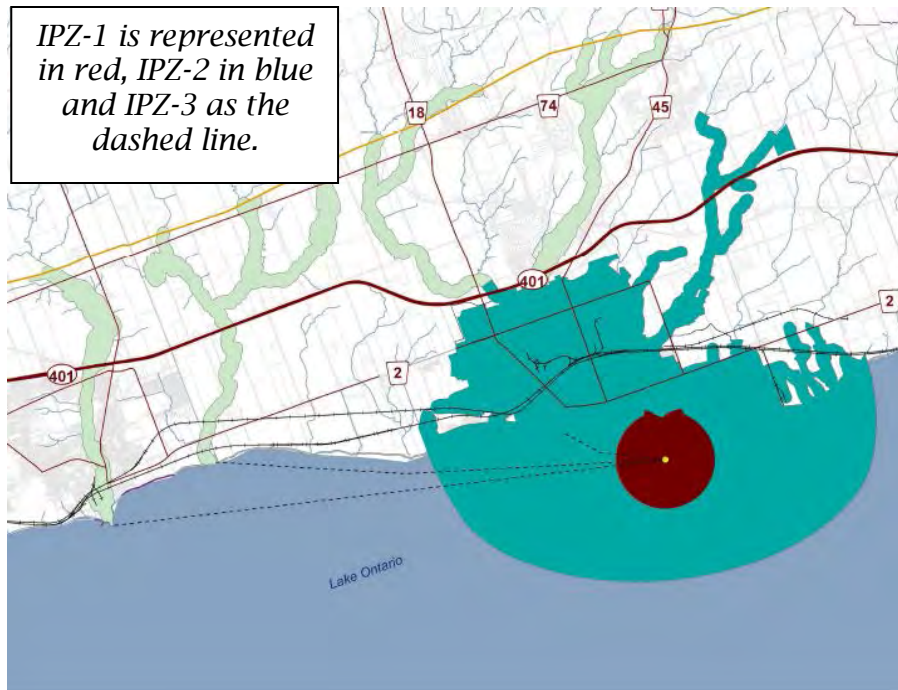 IPZ-1 is represented
in red, IPZ-2 in blue
and IPZ-3 as the
dashed line.
18
74
45
401
2
2
401
Lake Ontario